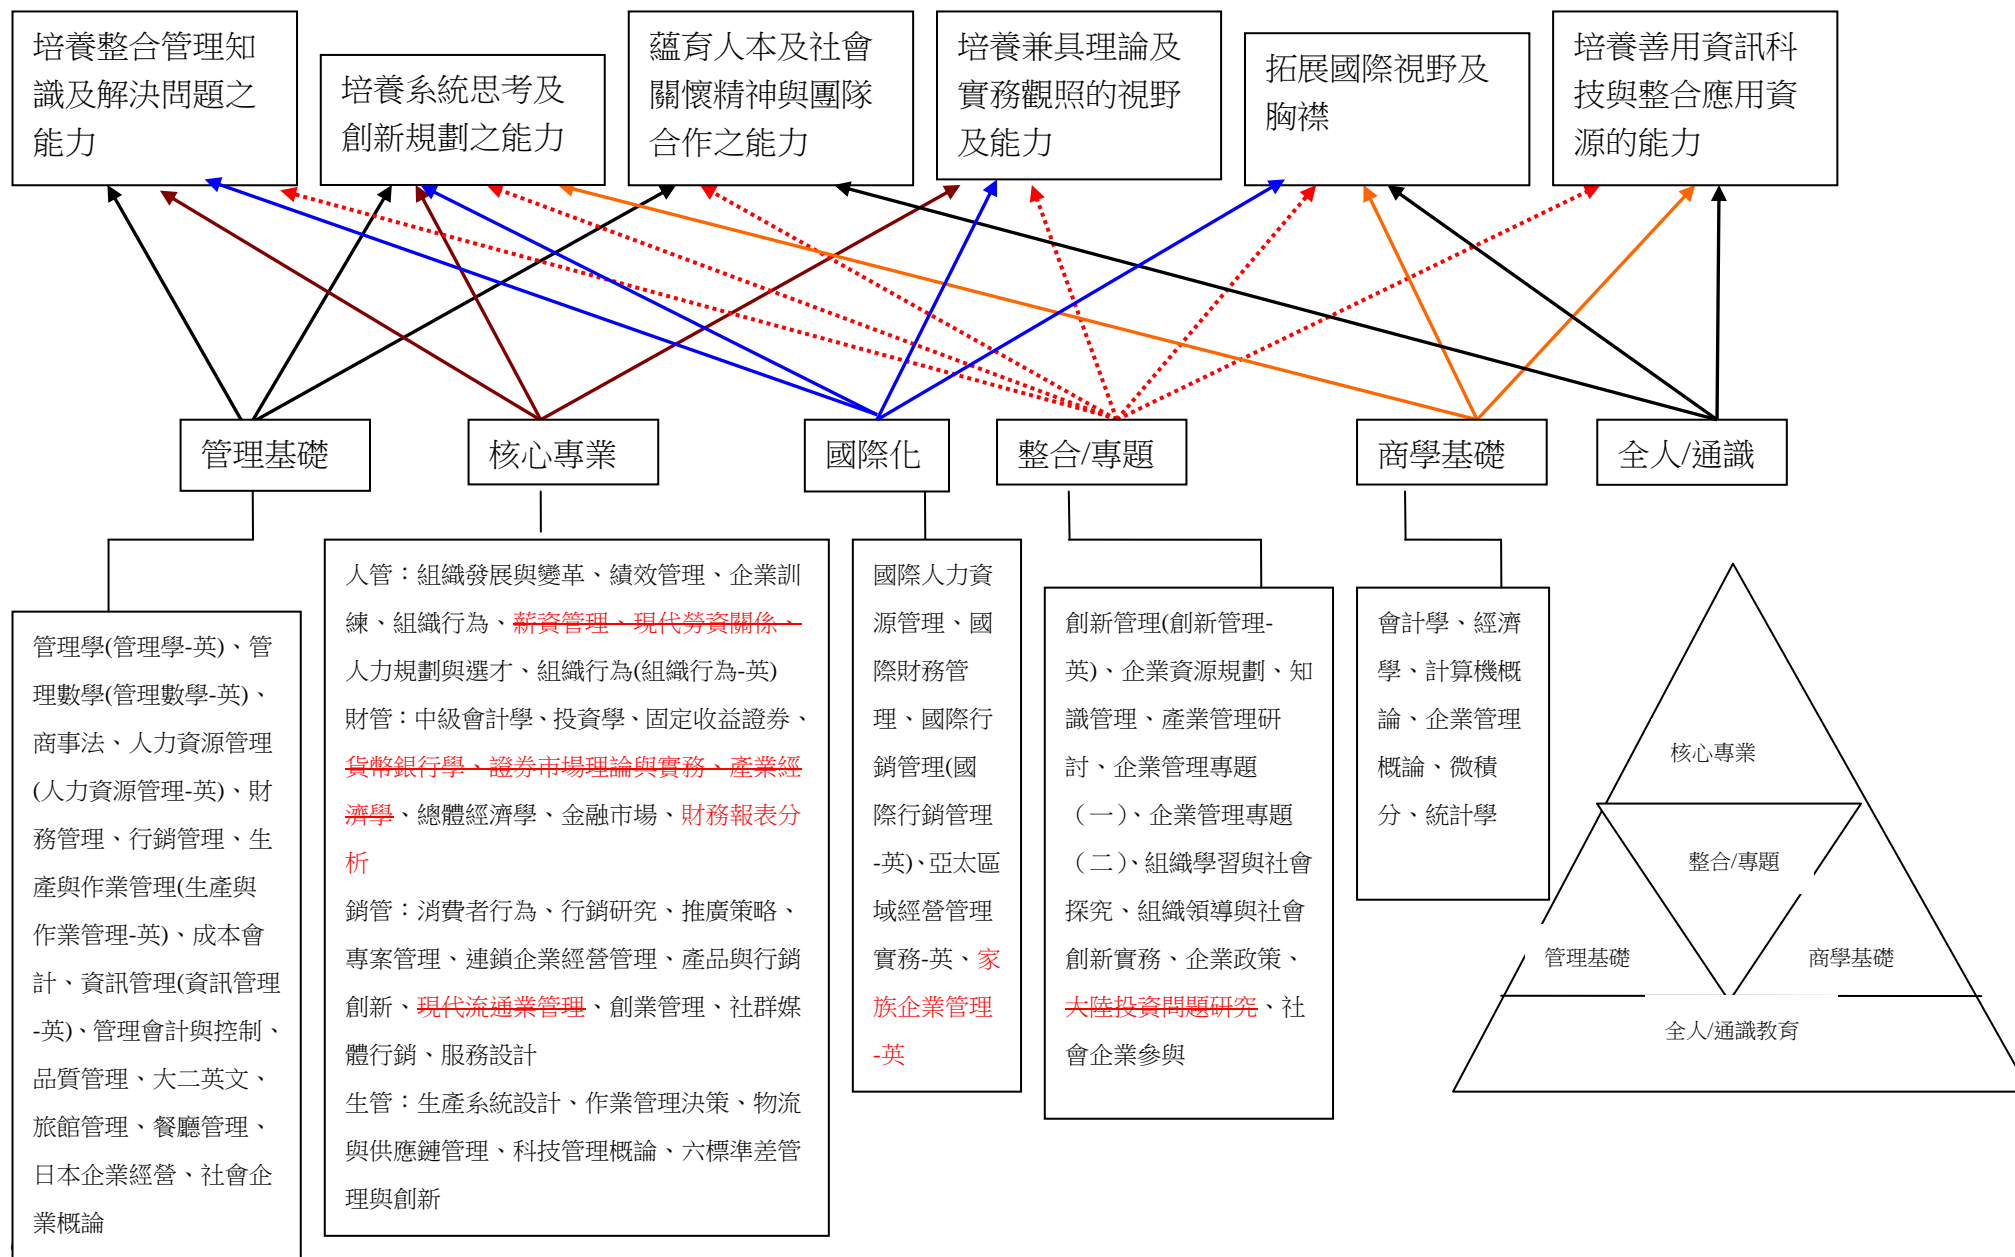 培養整合管理知
識及解決問題之
能力
培養系統思考及
創新規劃之能力
蘊育人本及社會
關懷精神與團隊
合作之能力
培養兼具理論及
實務觀照的視野
及能力
拓展國際視野及
胸襟
培養善用資訊科
技與整合應用資
源的能力
管理基礎
核心專業
國際化
整合/專題
商學基礎
全人/通識
管理學(管理學-英)、管
理數學(管理數學-英)、
商事法、人力資源管理
(人力資源管理-英)、財
務管理、行銷管理、生
產與作業管理(生產與
作業管理-英)、成本會
計、資訊管理(資訊管理
-英)、管理會計與控制、
品質管理、大二英文、
旅館管理、餐廳管理、
日本企業經營、社會企
業概論
人管：組織發展與變革、績效管理、企業訓
練、組織行為、薪資管理、現代勞資關係、
人力規劃與選才、組織行為(組織行為-英)
財管：中級會計學、投資學、固定收益證券、
貨幣銀行學、證券市場理論與實務、產業經
濟學、總體經濟學、金融市場、財務報表分
析
銷管：消費者行為、行銷研究、推廣策略、
專案管理、連鎖企業經營管理、產品與行銷
創新、現代流通業管理、創業管理、社群媒
體行銷、服務設計
生管：生產系統設計、作業管理決策、物流
與供應鏈管理、科技管理概論、六標準差管
理與創新
國際人力資
源管理、國
際財務管
理、國際行
銷管理(國
際行銷管理
-英)、亞太區
域經營管理
實務-英、家
族企業管理
-英
創新管理(創新管理-
英)、企業資源規劃、知
識管理、產業管理研
討、企業管理專題
（一）、企業管理專題
（二）、組織學習與社會
探究、組織領導與社會
創新實務、企業政策、
大陸投資問題研究、社
會企業參與
會計學、經濟
學、計算機概
論、企業管理
概論、微積
分、統計學
核心專業
整合/專題
管理基礎
商學基礎
全人/通識教育